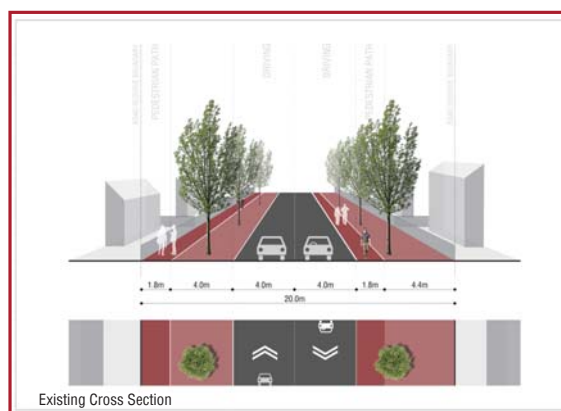 PEDESTRIAN PATH
DRIVING
DRIVING
PEDESTRIAN PATH
1.8m
4.0m
4.0m
4.0m
1.8m
4.4m
20.0m
Existing Cross Section